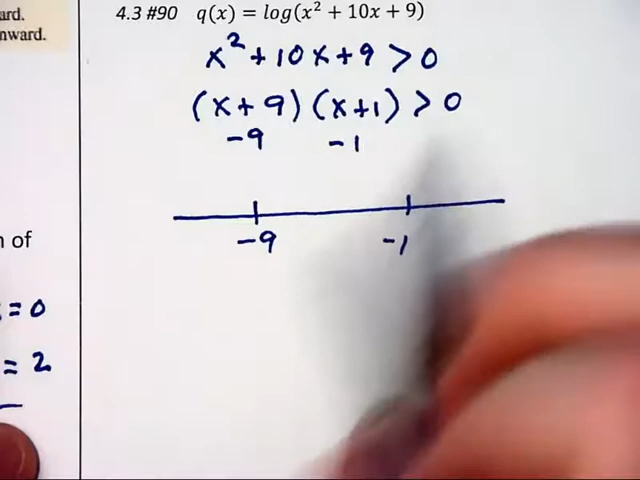 ard.
nward.
4.3 #90 q(x) = log(x² + 10x + 9)
x² + 10x + 9 > 0
(x + 9) (x + 1) > 0
-9 -1
-9 -1
n of
= 0
= 2